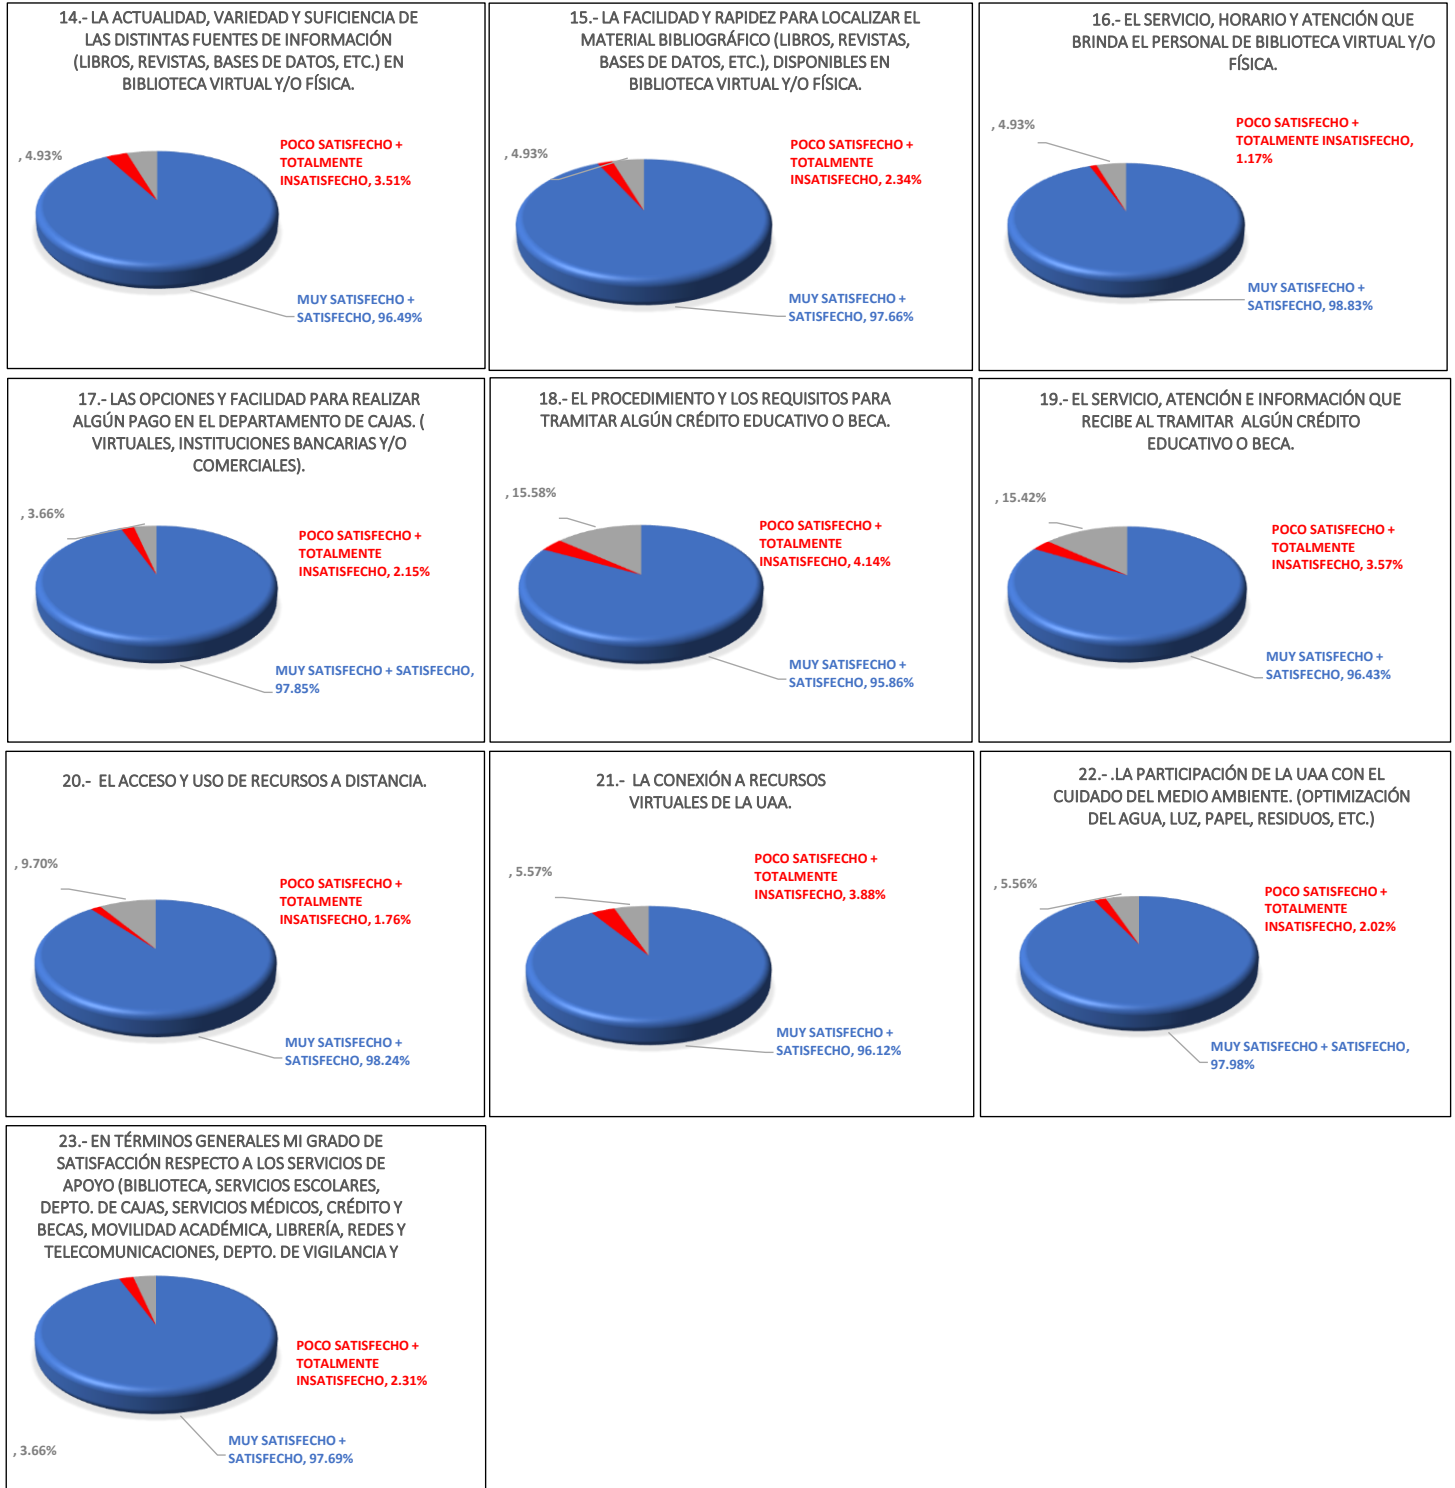 14.- LA ACTUALIDAD, VARIEDAD Y SUFICIENCIA DE
LAS DISTINTAS FUENTES DE INFORMACIÓN
(LIBROS, REVISTAS, BASES DE DATOS, ETC.) EN
BIBLIOTECA VIRTUAL Y/O FÍSICA.
, 4.93%
POCO SATISFECHO +
TOTALMENTE
INSATISFECHO, 3.51%
MUY SATISFECHO +
SATISFECHO, 96.49%
15.- LA FACILIDAD Y RAPIDEZ PARA LOCALIZAR EL
MATERIAL BIBLIOGRÁFICO (LIBROS, REVISTAS,
BASES DE DATOS, ETC.), DISPONIBLES EN
BIBLIOTECA VIRTUAL Y/O FÍSICA.
, 4.93%
POCO SATISFECHO +
TOTALMENTE
INSATISFECHO, 2.34%
MUY SATISFECHO +
SATISFECHO, 97.66%
16.- EL SERVICIO, HORARIO Y ATENCIÓN QUE
BRINDA EL PERSONAL DE BIBLIOTECA VIRTUAL Y/O
FÍSICA.
, 4.93%
POCO SATISFECHO +
TOTALMENTE INSATISFECHO,
1.17%
MUY SATISFECHO +
SATISFECHO, 98.83%
17.- LAS OPCIONES Y FACILIDAD PARA REALIZAR
ALGÚN PAGO EN EL DEPARTAMENTO DE CAJAS. (
VIRTUALES, INSTITUCIONES BANCARIAS Y/O
COMERCIALES).
, 3.66%
POCO SATISFECHO +
TOTALMENTE
INSATISFECHO, 2.15%
MUY SATISFECHO + SATISFECHO,
97.85%
18.- EL PROCEDIMIENTO Y LOS REQUISITOS PARA
TRAMITAR ALGÚN CRÉDITO EDUCATIVO O BECA.
, 15.58%
POCO SATISFECHO +
TOTALMENTE
INSATISFECHO, 4.14%
MUY SATISFECHO +
SATISFECHO, 95.86%
19.- EL SERVICIO, ATENCIÓN E INFORMACIÓN QUE
RECIBE AL TRAMITAR ALGÚN CRÉDITO
EDUCATIVO O BECA.
, 15.42%
POCO SATISFECHO +
TOTALMENTE
INSATISFECHO, 3.57%
MUY SATISFECHO +
SATISFECHO, 96.43%
20.- EL ACCESO Y USO DE RECURSOS A DISTANCIA.
, 9.70%
POCO SATISFECHO +
TOTALMENTE
INSATISFECHO, 1.76%
MUY SATISFECHO +
SATISFECHO, 98.24%
21.- LA CONEXIÓN A RECURSOS
VIRTUALES DE LA UAA.
, 5.57%
POCO SATISFECHO +
TOTALMENTE
INSATISFECHO, 3.88%
MUY SATISFECHO +
SATISFECHO, 96.12%
22.- .LA PARTICIPACIÓN DE LA UAA CON EL
CUIDADO DEL MEDIO AMBIENTE. (OPTIMIZACIÓN
DEL AGUA, LUZ, PAPEL, RESIDUOS, ETC.)
, 5.56%
POCO SATISFECHO +
TOTALMENTE
INSATISFECHO, 2.02%
MUY SATISFECHO + SATISFECHO,
97.98%
23.- EN TÉRMINOS GENERALES MI GRADO DE
SATISFACCIÓN RESPECTO A LOS SERVICIOS DE
APOYO (BIBLIOTECA, SERVICIOS ESCOLARES,
DEPTO. DE CAJAS, SERVICIOS MÉDICOS, CRÉDITO Y
BECAS, MOVILIDAD ACADÉMICA, LIBRERÍA, REDES Y
TELECOMUNICACIONES, DEPTO. DE VIGILANCIA Y
POCO SATISFECHO +
TOTALMENTE
INSATISFECHO, 2.31%
MUY SATISFECHO +
SATISFECHO, 97.69%
, 3.66%